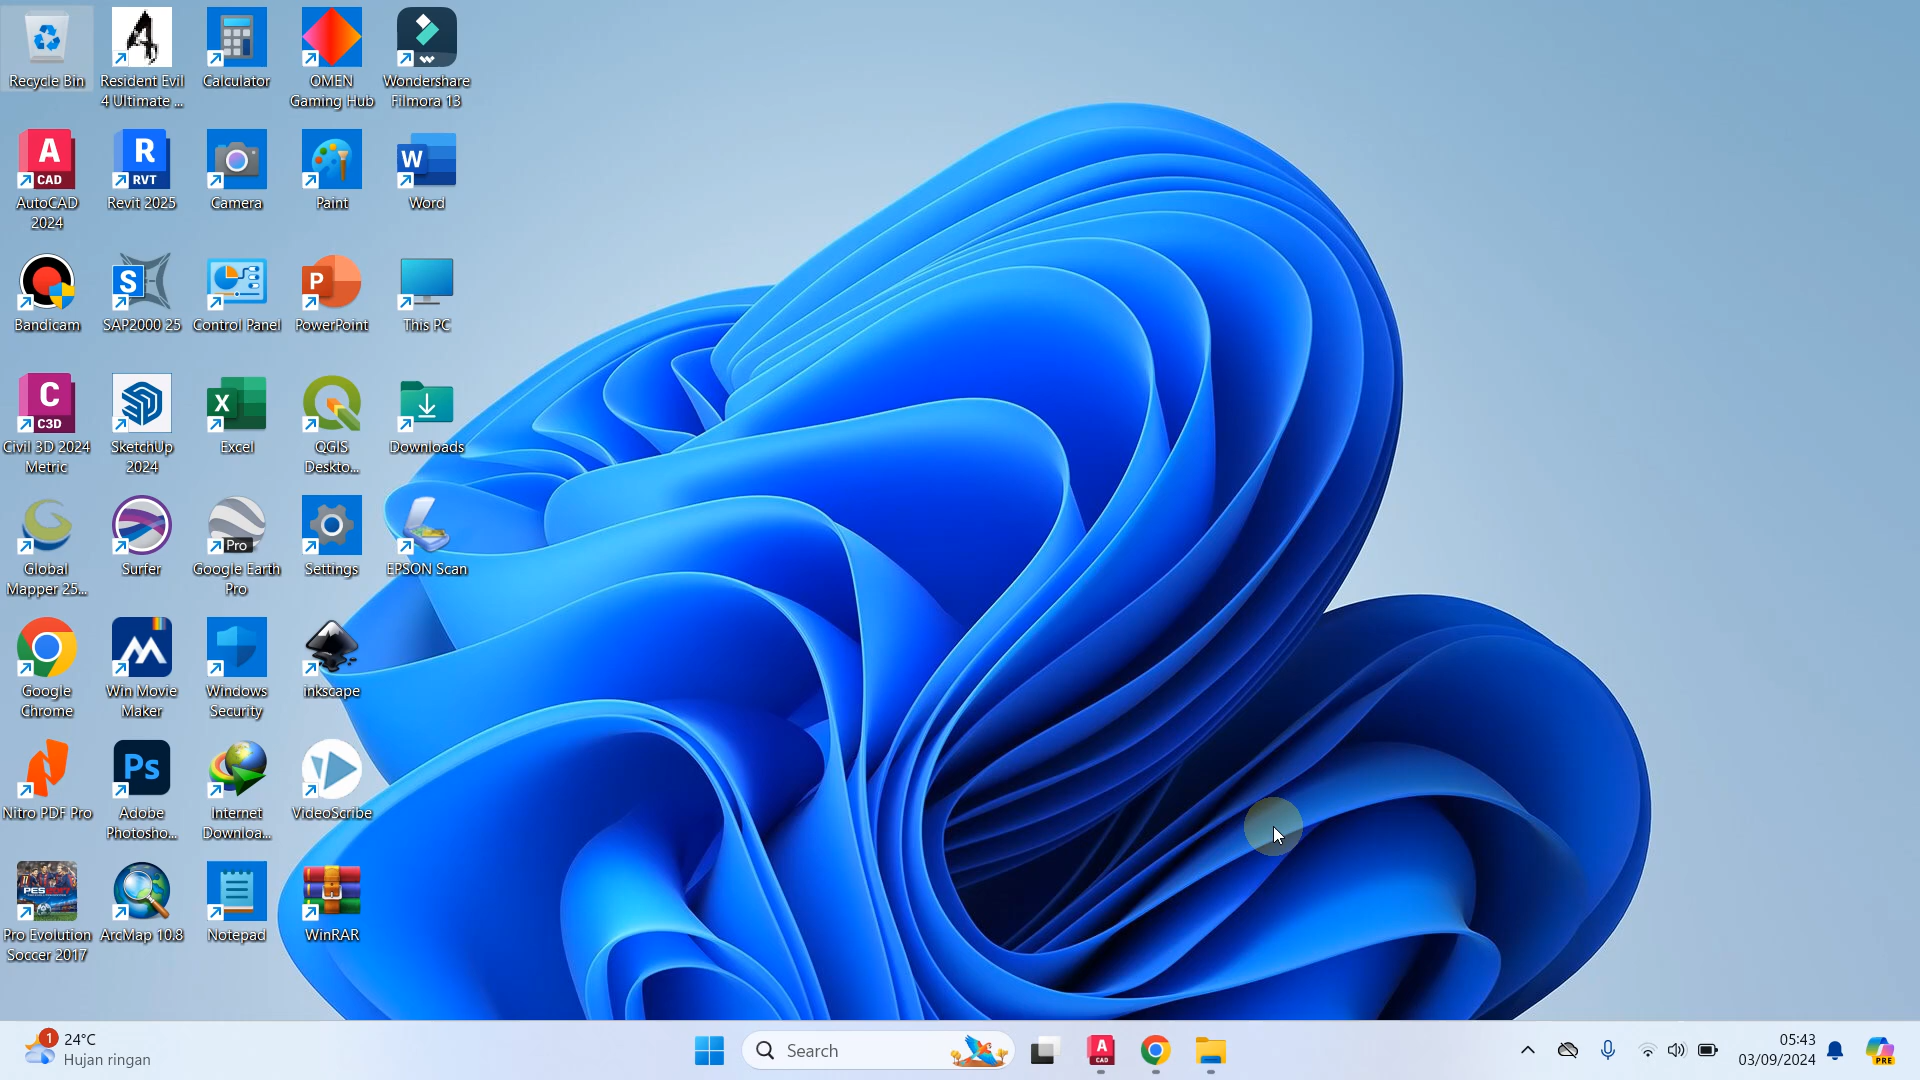 Recycle Bin
Resident Evil
4 Ultimate ...
Calculator
OMEN
Gaming Hub
Wondershare
Filmora 13
A
CAD
AutoCAD
2024
R
RVT
Revit 2025
Camera
Paint
W
Word
Bandicam
S
SAP2000 25
Control Panel
P
PowerPoint
This PC
C
C3D
Civil 3D 2024
Metric
SketchUp
2024
X
Excel
QGIS
Deskto...
Downloads
Global
Mapper 25...
Surfer
Pro
Google Earth
Pro
Settings
EPSON Scan
Google
Chrome
Win Movie
Maker
Windows
Security
inkscape
Nitro PDF Pro
Ps
Adobe
Photosho...
Internet
Downloa...
VideoScribe
PES2017
Pro Evolution
Soccer 2017
ArcMap 10.8
Notepad
WinRAR
1
24°C
Hujan ringan
Search
A
CAD
05:43
03/09/2024
PRE